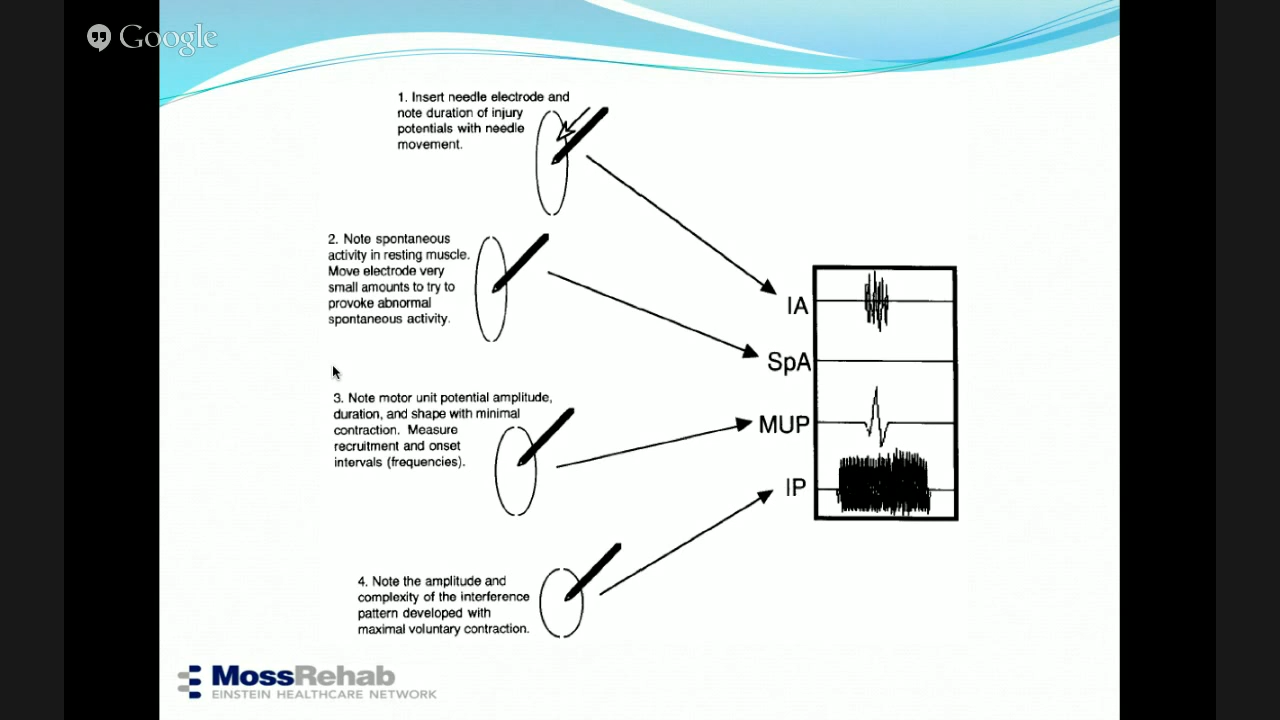 Google
1. Insert needle electrode and
note duration of injury
potentials with needle
movement.
2. Note spontaneous
activity in resting muscle.
Move electrode very
small amounts to try to
provoke abnormal
spontaneous activity.
3. Note motor unit potential amplitude,
duration, and shape with minimal
contraction. Measure
recruitment and onset
intervals (frequencies).
4. Note the amplitude and
complexity of the interference
pattern developed with
maximal voluntary contraction.
IA
SpA
MUP
IP
MossRehab
EINSTEIN HEALTHCARE NETWORK